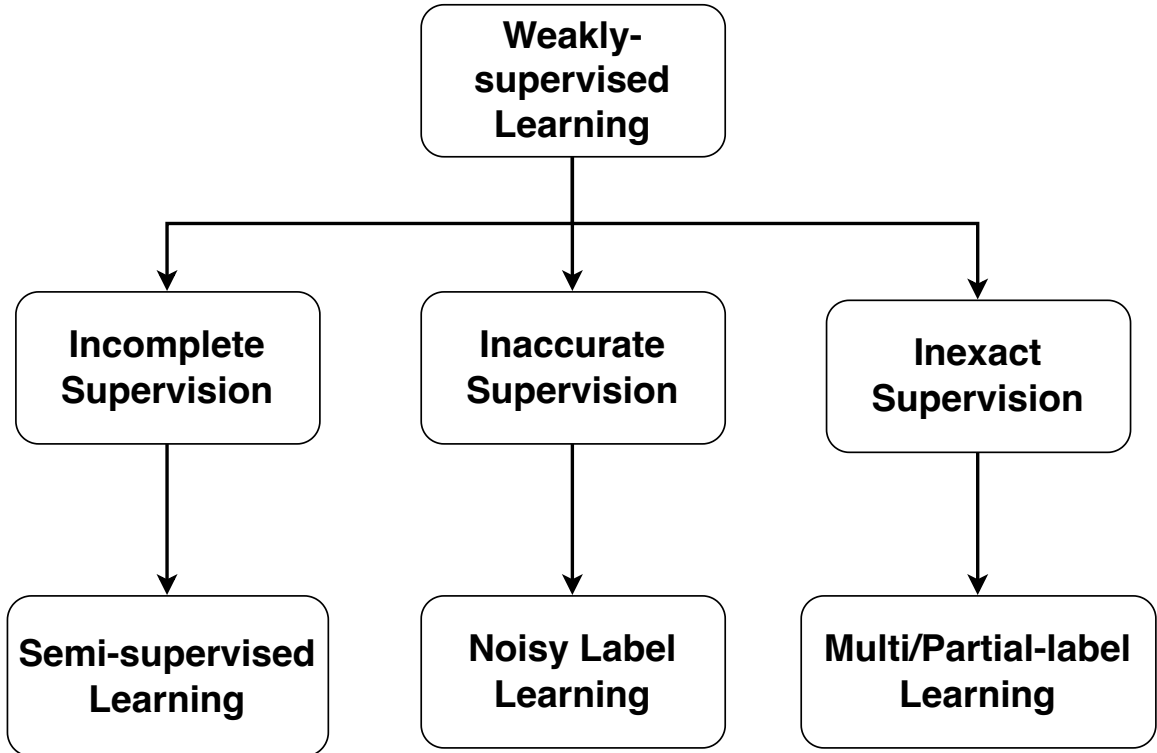 Weakly-
supervised
Learning
Incomplete
Supervision
Inaccurate
Supervision
Inexact
Supervision
Semi-supervised
Learning
Noisy Label
Learning
Multi/Partial-label
Learning